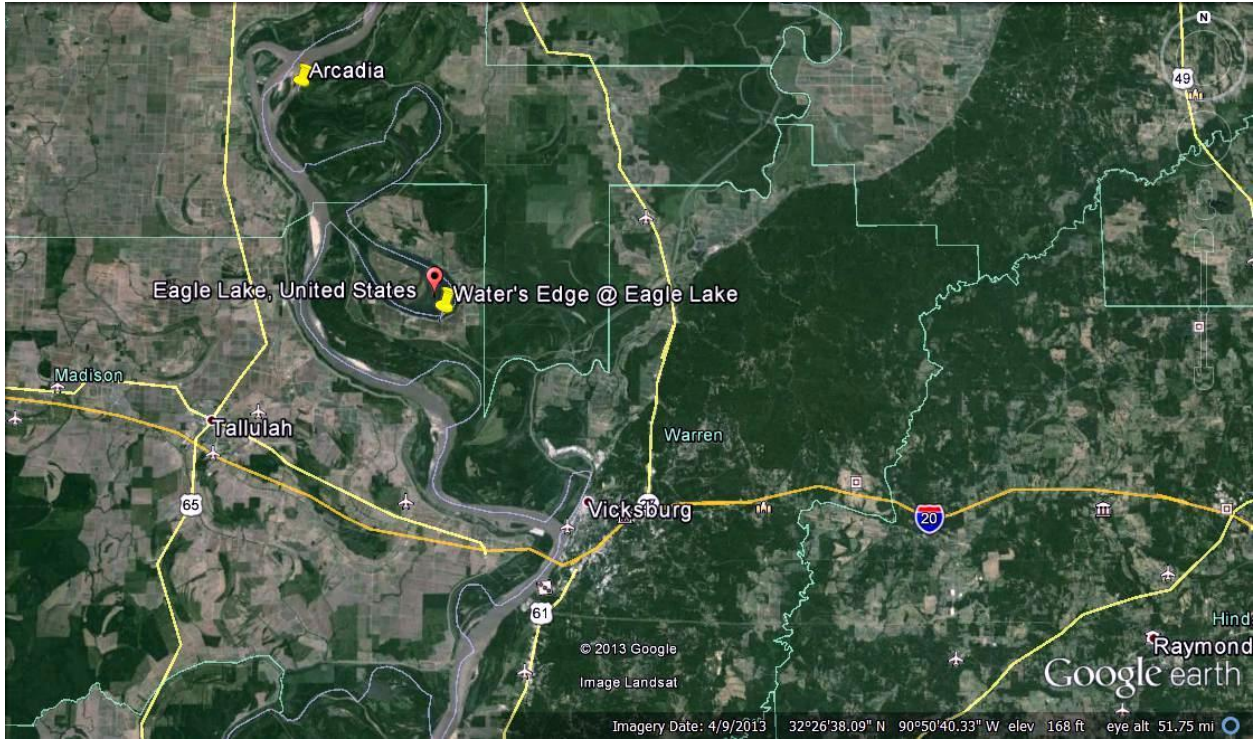 N
49
Arcadia
Eagle Lake, United States
Water's Edge @ Eagle Lake
Madison
Tallulah
Warren
65
Vicksburg
20
61
Hind
© 2013 Google
Raymond
Image Landsat
Google earth
Imagery Date: 4/9/2013 32°26'38.09" N 90°50'40.33" W elev 168 ft eye alt 51.75 mi